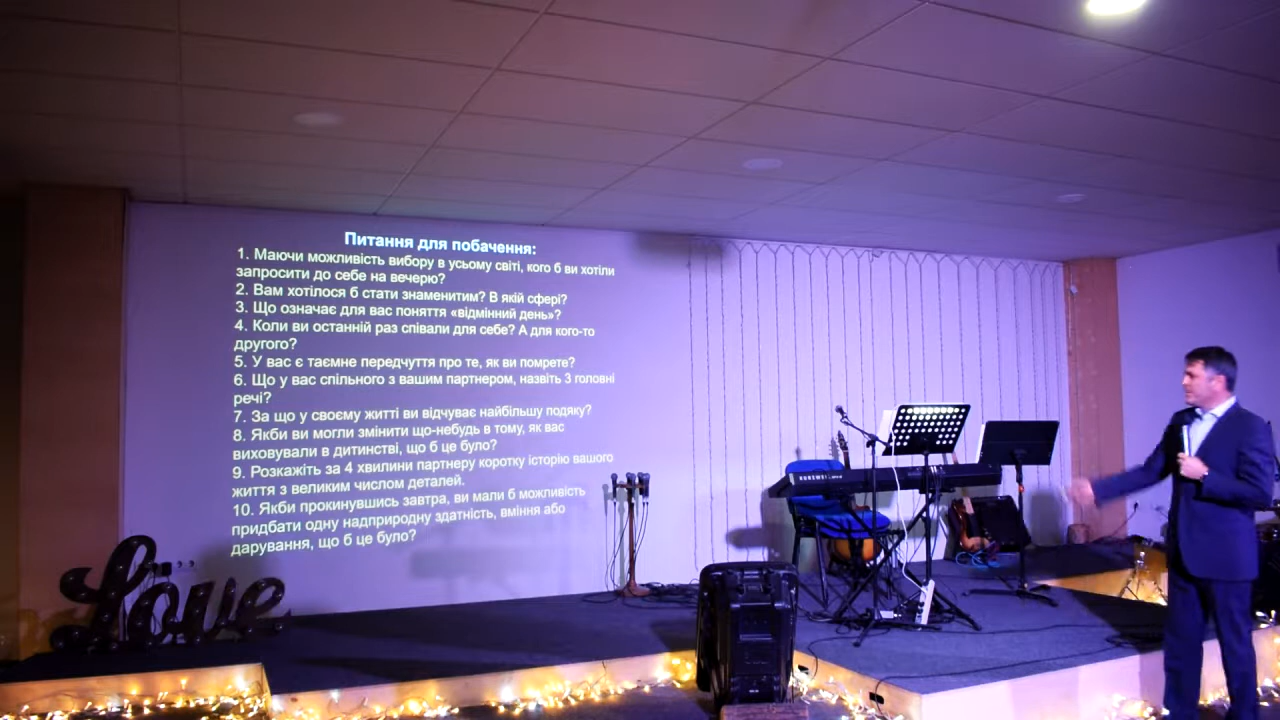 Питання для побачення:
1. Маючи можливість вибору в усьому світі, кого б ви хотіли
запросити до себе на вечерю?
2. Вам хотілося б стати знаменитим? В якій сфері?
3. Що означає для вас поняття «відмінний день»?
4. Коли ви останній раз співали для себе? А для кого-то
другого?
5. У вас є таємне передчуття про те, як ви помрете?
6. Що у вас спільного з вашим партнером, назвіть 3 головні
речі?
7. За що у своєму житті ви відчуває найбільшу подяку?
8. Якби ви могли змінити що-небудь в тому, як вас
виховували в дитинстві, що б це було?
9. Розкажіть за 4 хвилини партнеру коротку історію вашого
життя з великим числом деталей.
10. Якби прокинувшись завтра, ви мали б можливість
придбати одну надприродну здатність, вміння або
дарування, що б це було?
KURZWEIL
Love